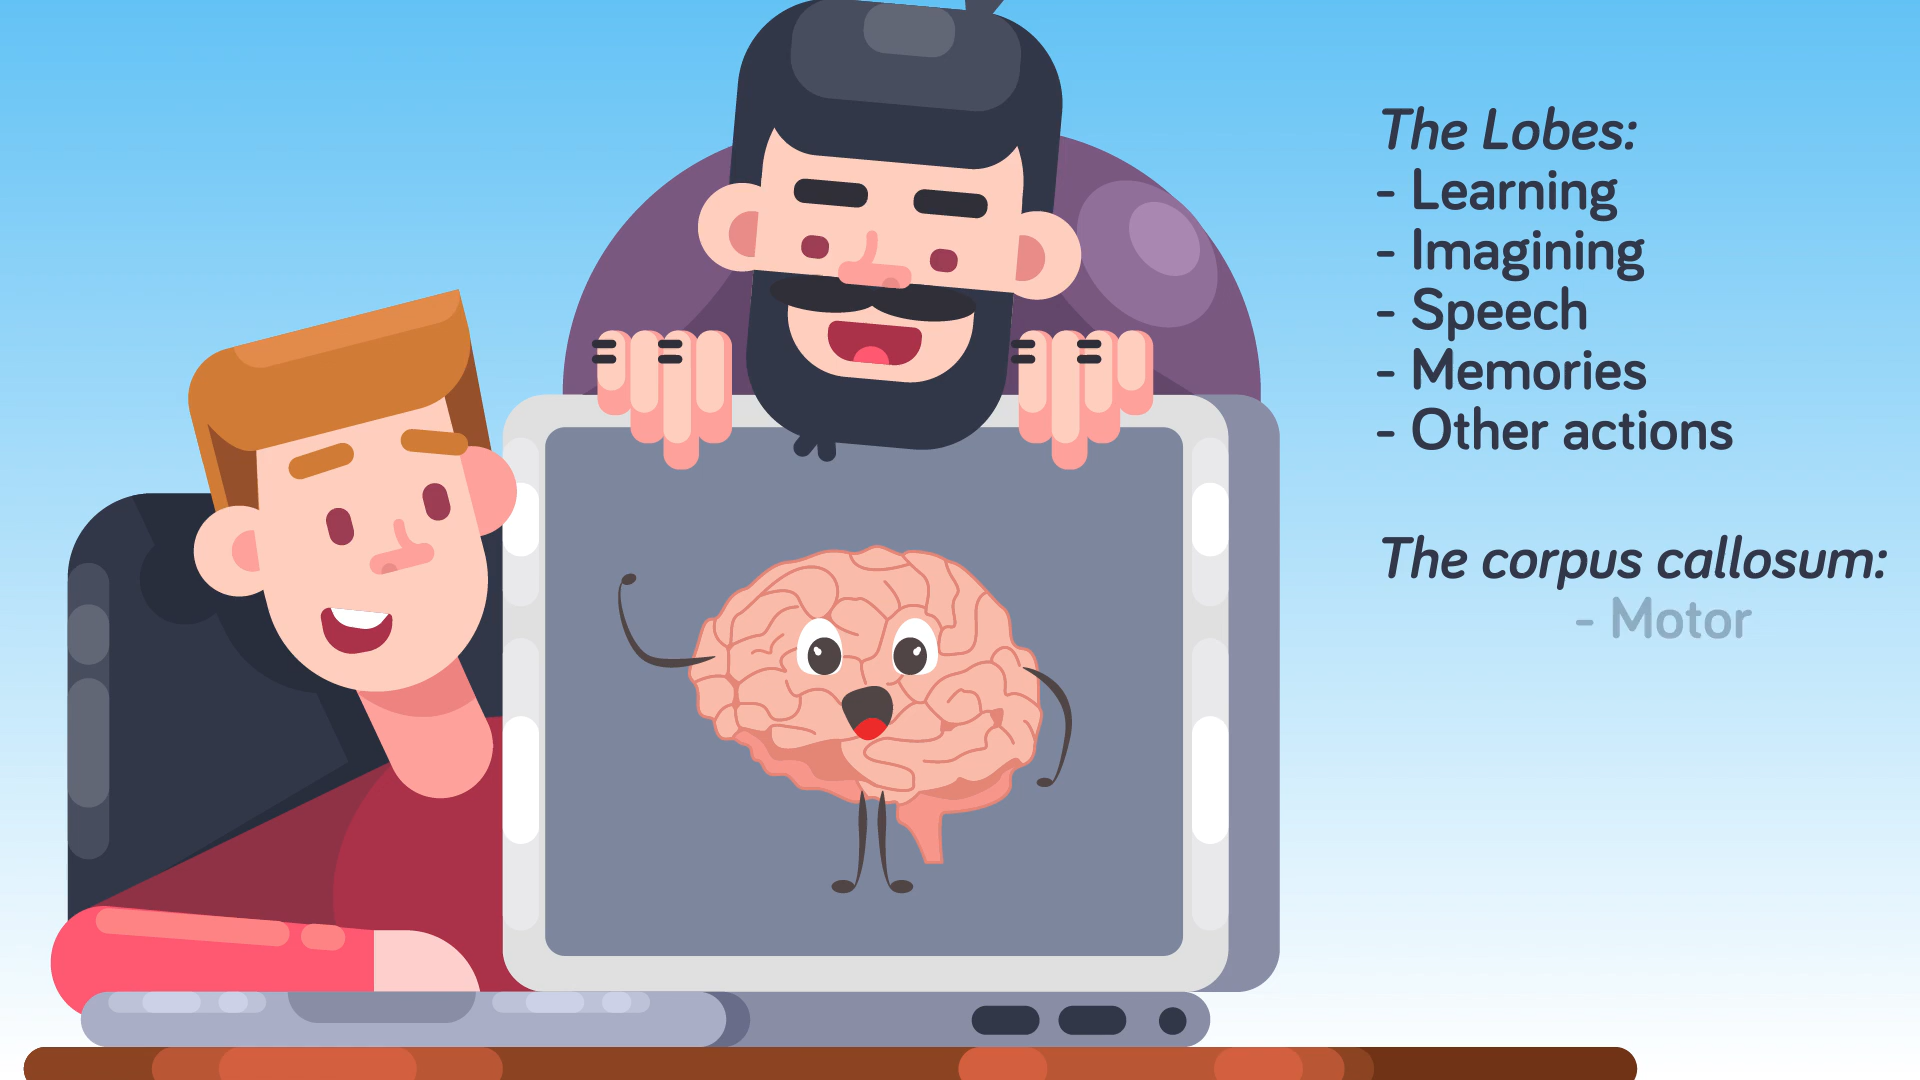 The Lobes:
- Learning
- Imagining
- Speech
- Memories
- Other actions
The corpus callosum:
- Motor